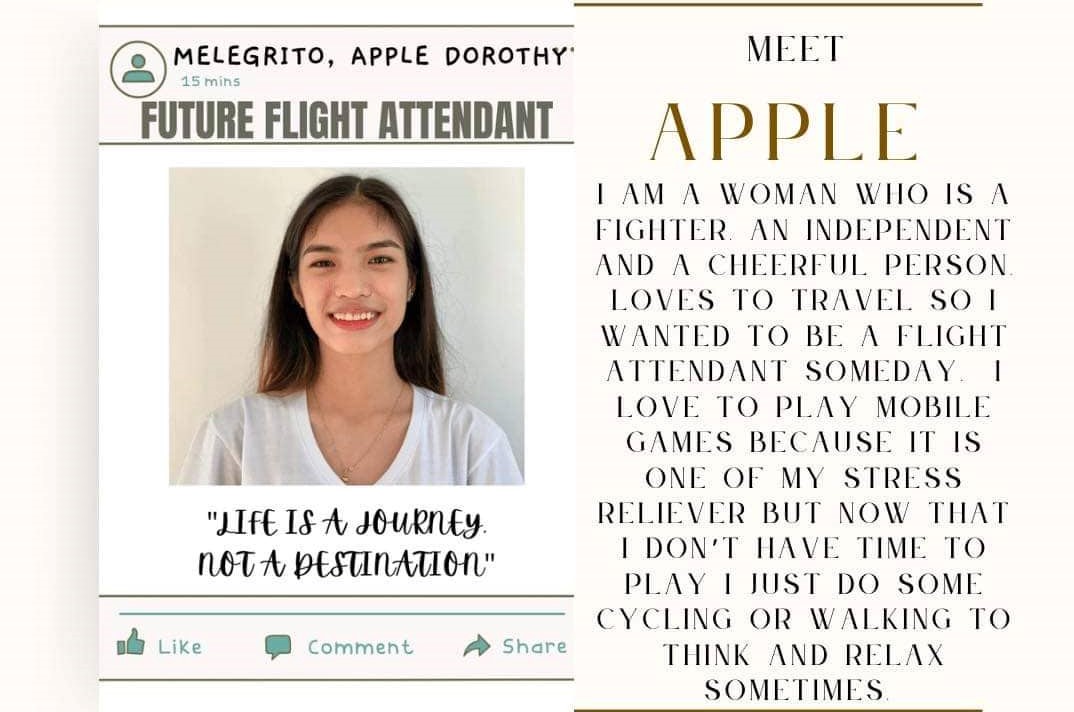 MELEGRITO, APPLE DOROTHY
15 mins
FUTURE FLIGHT ATTENDANT
"LIFE IS A JOURNEY.
NOT A DESTINATION"
Like Comment Share
MEET
APPLE
I AM A WOMAN WHO IS A
FIGHTER. AN INDEPENDENT
AND A CHEERFUL PERSON.
LOVES TO TRAVEL SO I
WANTED TO BE A FLIGHT
ATTENDANT SOMEDAY. I
LOVE TO PLAY MOBILE
GAMES BECAUSE IT IS
ONE OF MY STRESS
RELIEVER BUT NOW THAT
I DON'T HAVE TIME TO
PLAY I JUST DO SOME
CYCLING OR WALKING TO
THINK AND RELAX
SOMETIMES.